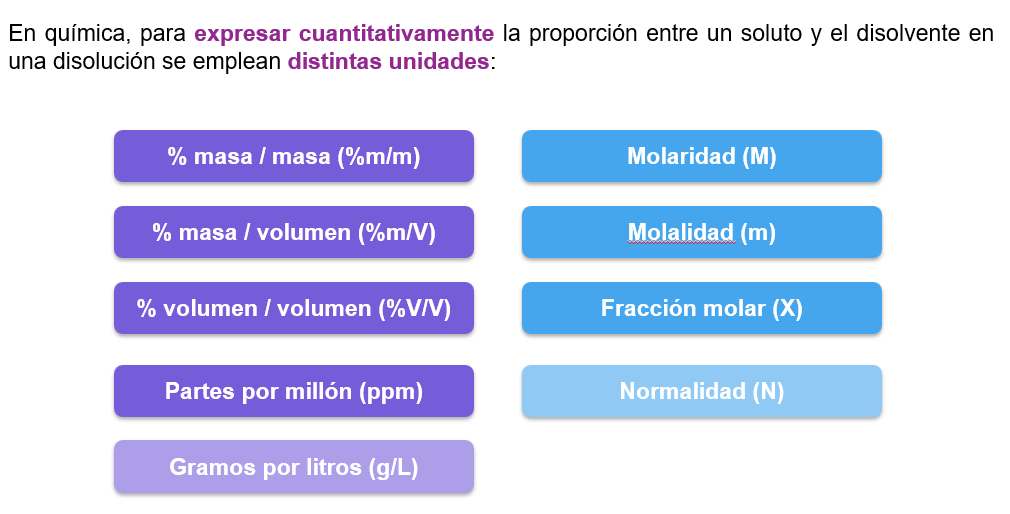 En química, para expresar cuantitativamente la proporción entre un soluto y el disolvente en
una disolución se emplean distintas unidades:
% masa / masa (%m/m)
% masa / volumen (%m/V)
% volumen / volumen (%V/V)
Partes por millón (ppm)
Gramos por litros (g/L)
Molaridad (M)
Molalidad (m)
Fracción molar (X)
Normalidad (N)